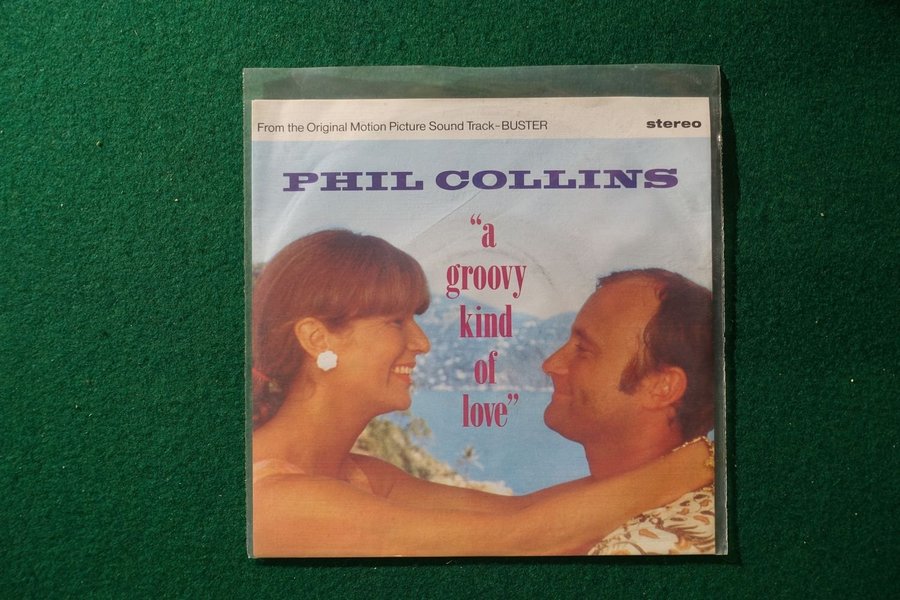 From the Original Motion Picture Sound Track-BUSTER
stereo
PHIL COLLINS
“a
groovy
kind
of
love”